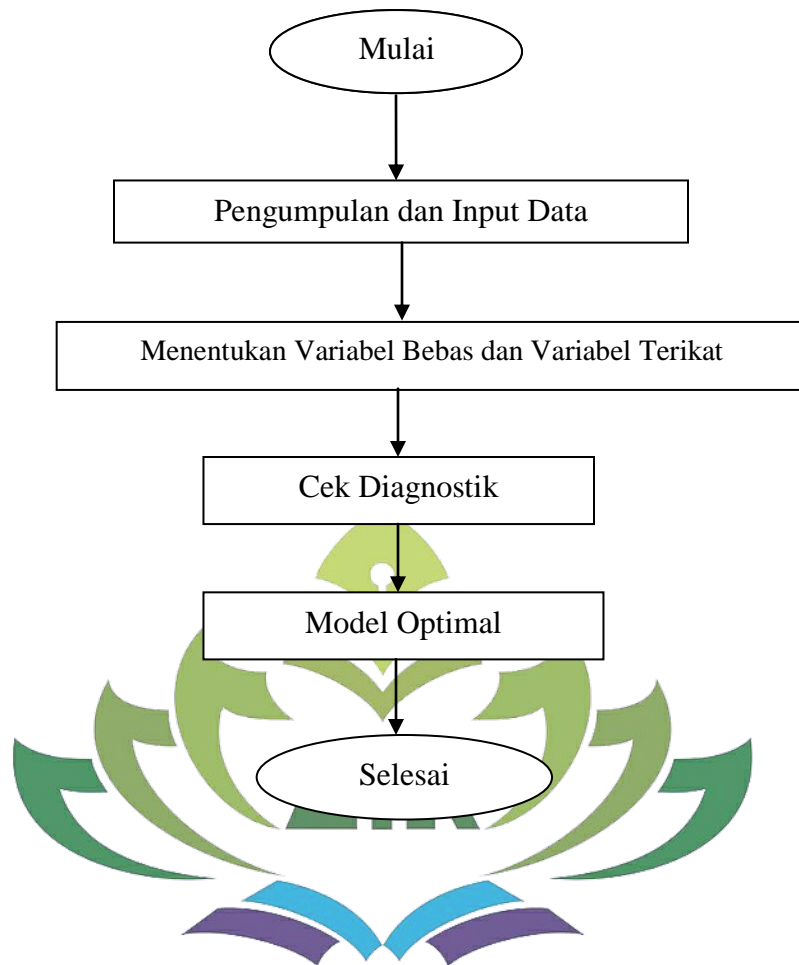 Mulai
Pengumpulan dan Input Data
Menentukan Variabel Bebas dan Variabel Terikat
Cek Diagnostik
Model Optimal
Selesai